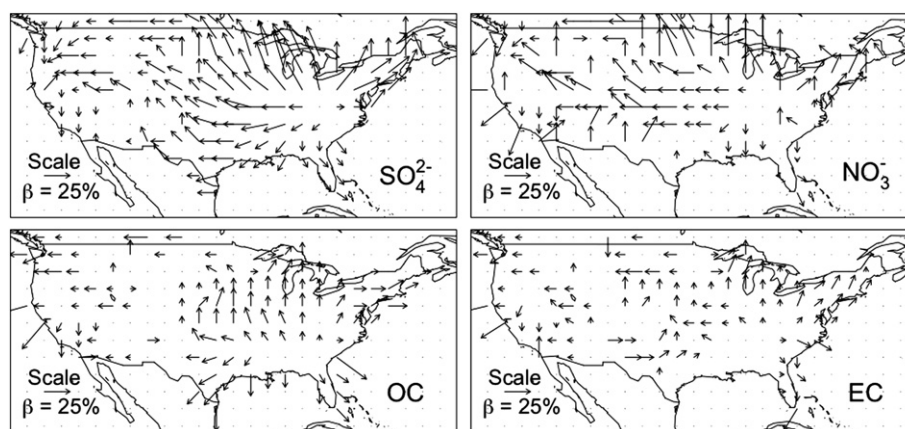 Scale
β = 25%
SO₄²⁻
Scale
β = 25%
NO₃⁻
Scale
β = 25%
OC
Scale
β = 25%
EC